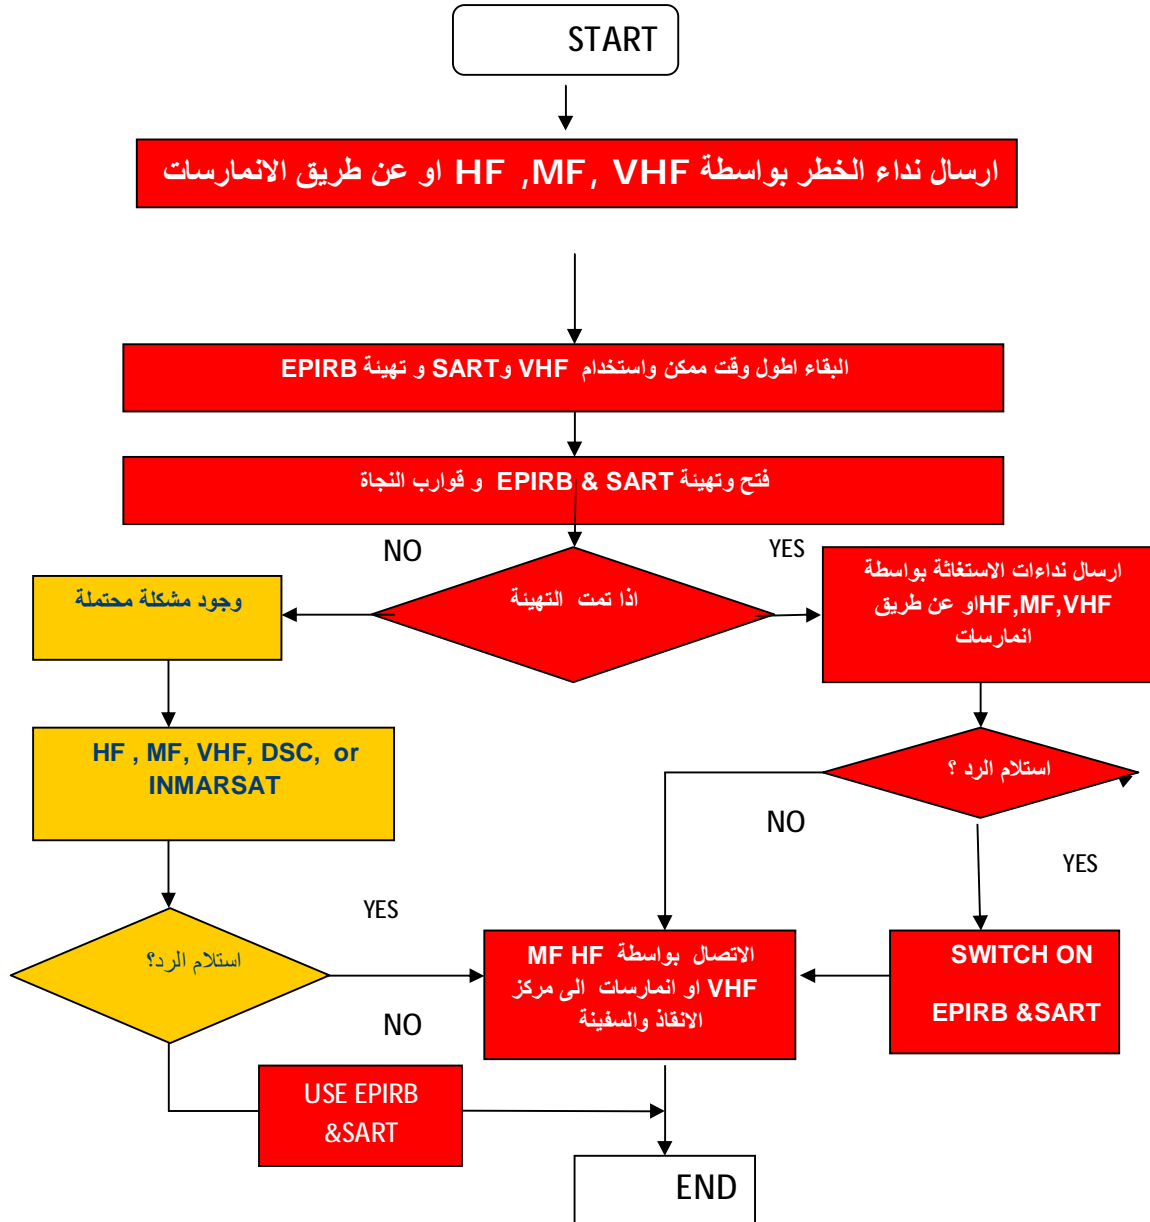 START
ارسال نداء الخطر بواسطة HF ,MF, VHF او عن طريق الانمارسات
البقاء اطول وقت ممكن واستخدام VHF وSART و تهيئة EPIRB
فتح وتهيئة EPIRB & SART و قوارب النجاة
NO
YES
اذا تمت التهيئة
وجود مشكلة محتملة
ارسال نداءات الاستغاثة بواسطة
HF,MF,VHFاو عن طريق
انمارسات
HF , MF, VHF, DSC, or
INMARSAT
استلام الرد ؟
NO
YES
YES
استلام الرد؟
NO
الاتصال بواسطة MF HF
VHF او انمارسات الى مركز
الانقاذ والسفينة
SWITCH ON
EPIRB &SART
USE EPIRB
&SART
END